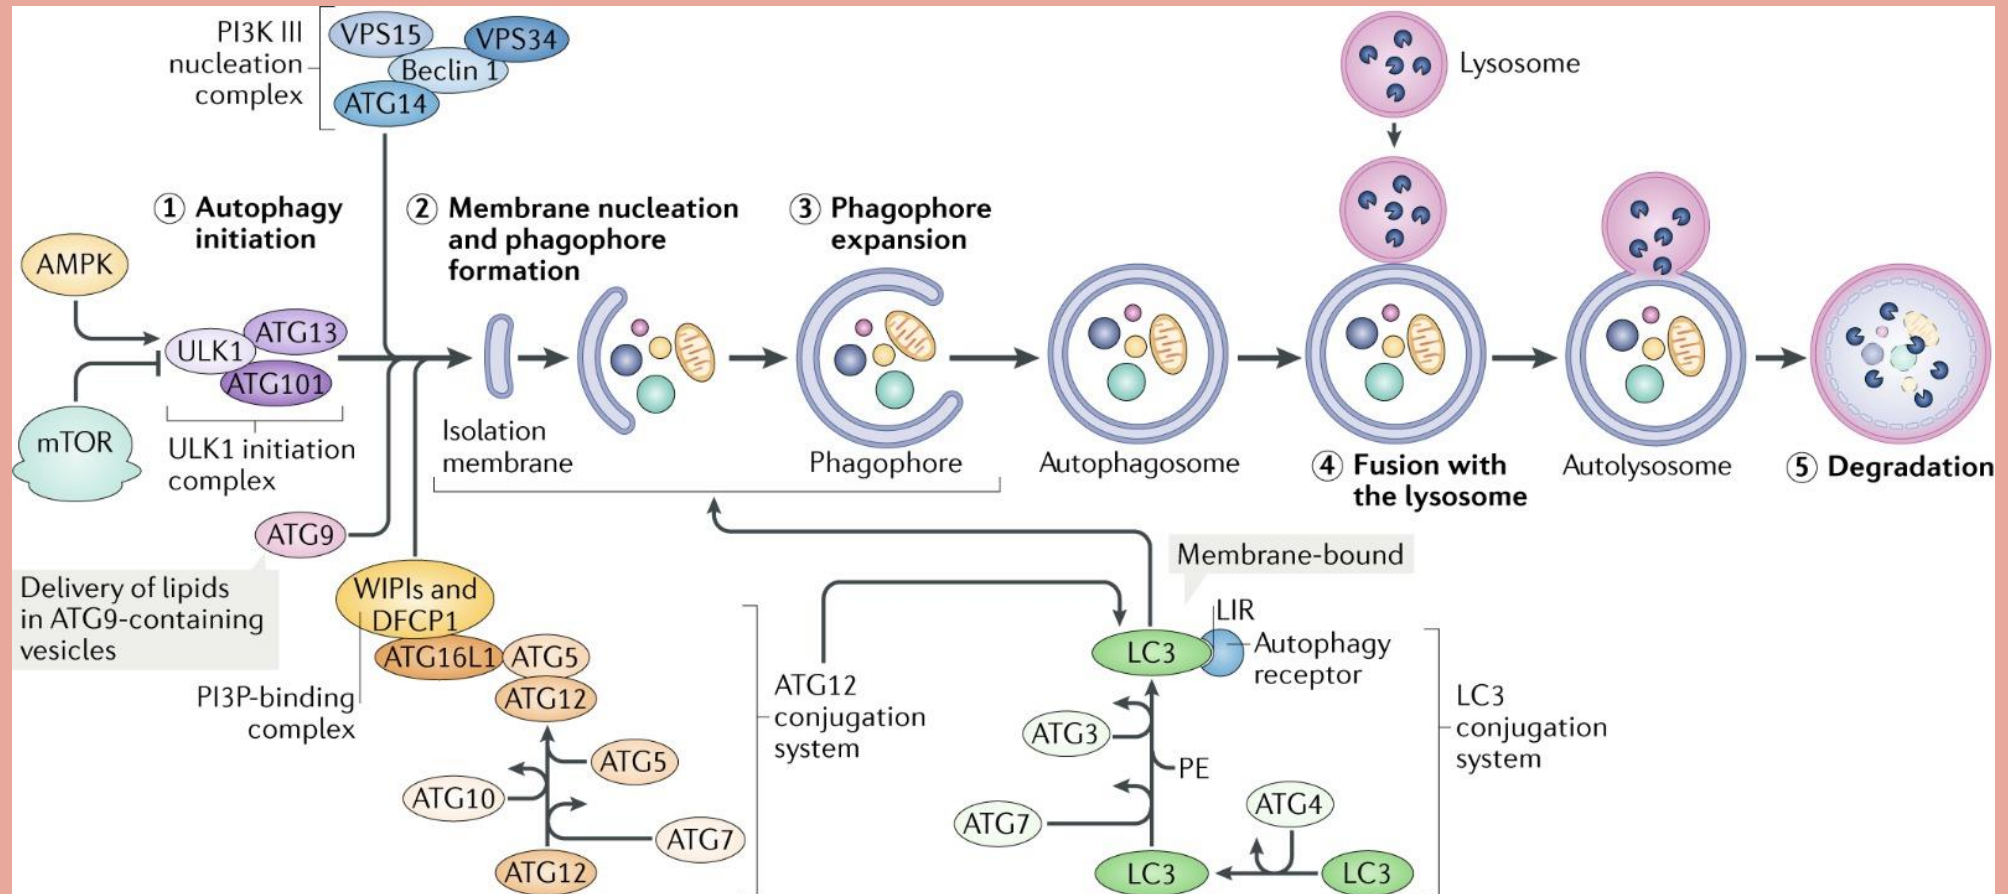 PI3K III
nucleation
complex
VPS15
VPS34
Beclin 1
ATG14
Lysosome
① Autophagy
initiation
② Membrane nucleation
and phagophore
formation
③ Phagophore
expansion
AMPK
ULK1
ATG13
ATG101
mTOR
ULK1 initiation
complex
Isolation
membrane
Phagophore
Autophagosome
④ Fusion with
the lysosome
Autolysosome
⑤ Degradation
ATG9
Delivery of lipids
in ATG9-containing
vesicles
WIPIs and
DFCP1
ATG16L1
ATG5
ATG12
PI3P-binding
complex
ATG5
ATG10
ATG7
ATG12
ATG12
conjugation
system
Membrane-bound
LIR
LC3
Autophagy
receptor
ATG3
PE
ATG7
ATG4
LC3
LC3
LC3
conjugation
system